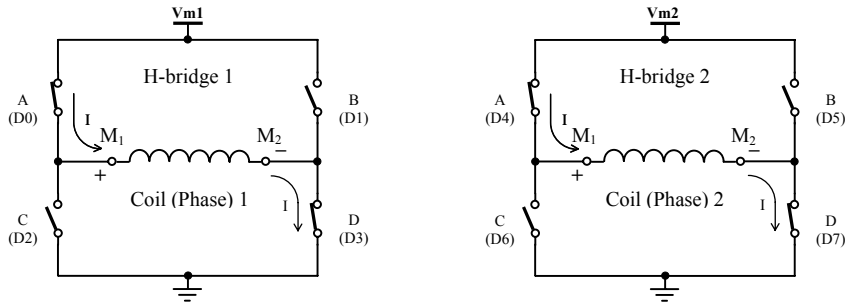 Vm1
H-bridge 1
A
(D0)
B
(D1)
I
M1
M2
+
−
Coil (Phase) 1
I
C
(D2)
D
(D3)
Vm2
H-bridge 2
A
(D4)
B
(D5)
I
M1
M2
+
−
Coil (Phase) 2
I
C
(D6)
D
(D7)